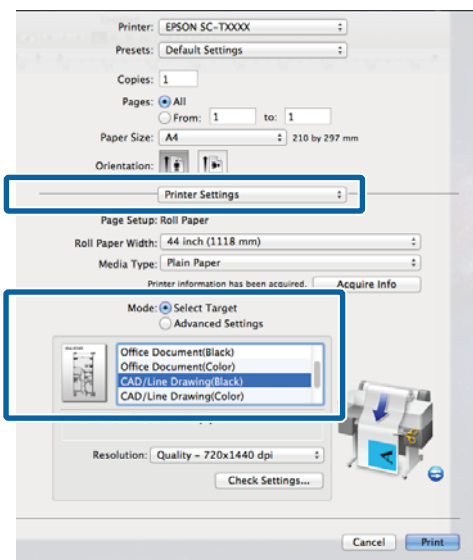 Printer: EPSON SC-TXXXX
Presets: Default Settings
Copies: 1
Pages: All
From: 1 to: 1
Paper Size: A4 210 by 297 mm
Orientation:
Printer Settings
Page Setup: Roll Paper
Roll Paper Width: 44 inch (1118 mm)
Media Type: Plain Paper
Printer information has been acquired. Acquire Info
Mode: Select Target
Advanced Settings
Office Document(Black)
Office Document(Color)
CAD/Line Drawing(Black)
CAD/Line Drawing(Color)
Resolution: Quality - 720x1440 dpi
Check Settings...
Cancel Print